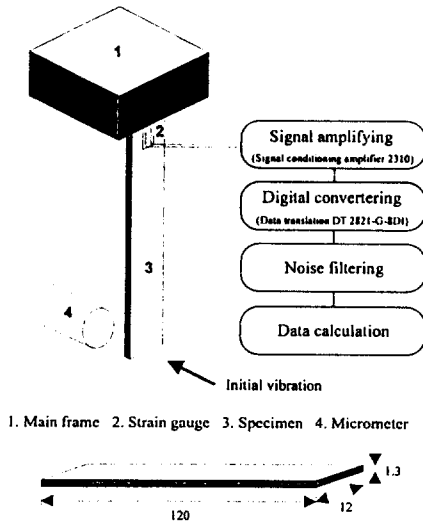 1
2
Signal amplifying
(Signal conditioning amplifier 2310)
Digital convertering
(Data translation DT 2821-G-8DI)
3
Noise filtering
4
Data calculation
Initial vibration
1. Main frame 2. Strain gauge 3. Specimen 4. Micrometer
1.3
12
120